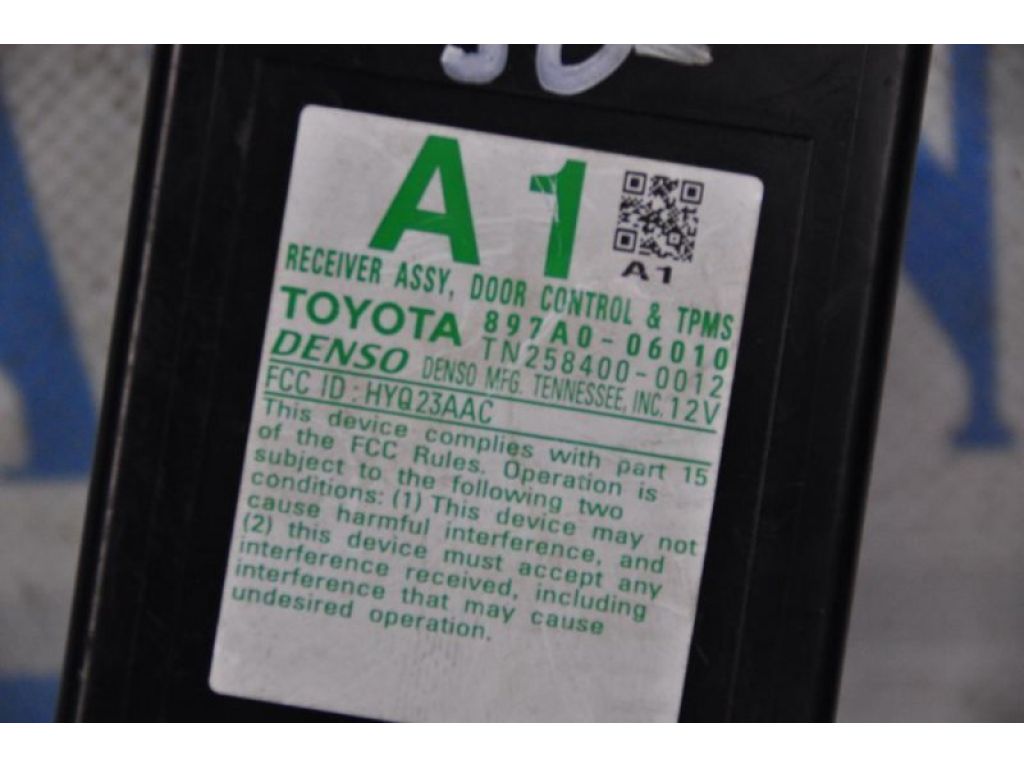 A1
A1
RECEIVER ASSY, DOOR CONTROL & TPMS
TOYOTA 897A0-06010
TN258400-0012
DENSO DENSO MFG. TENNESSEE, INC. 12V
FCC ID : HYQ23AAC
This device complies with part 15
of the FCC Rules. Operation is
subject to the following two
conditions: (1) This device may not
cause harmful interference, and
(2) this device must accept any
interference received, including
interference that may cause
undesired operation.